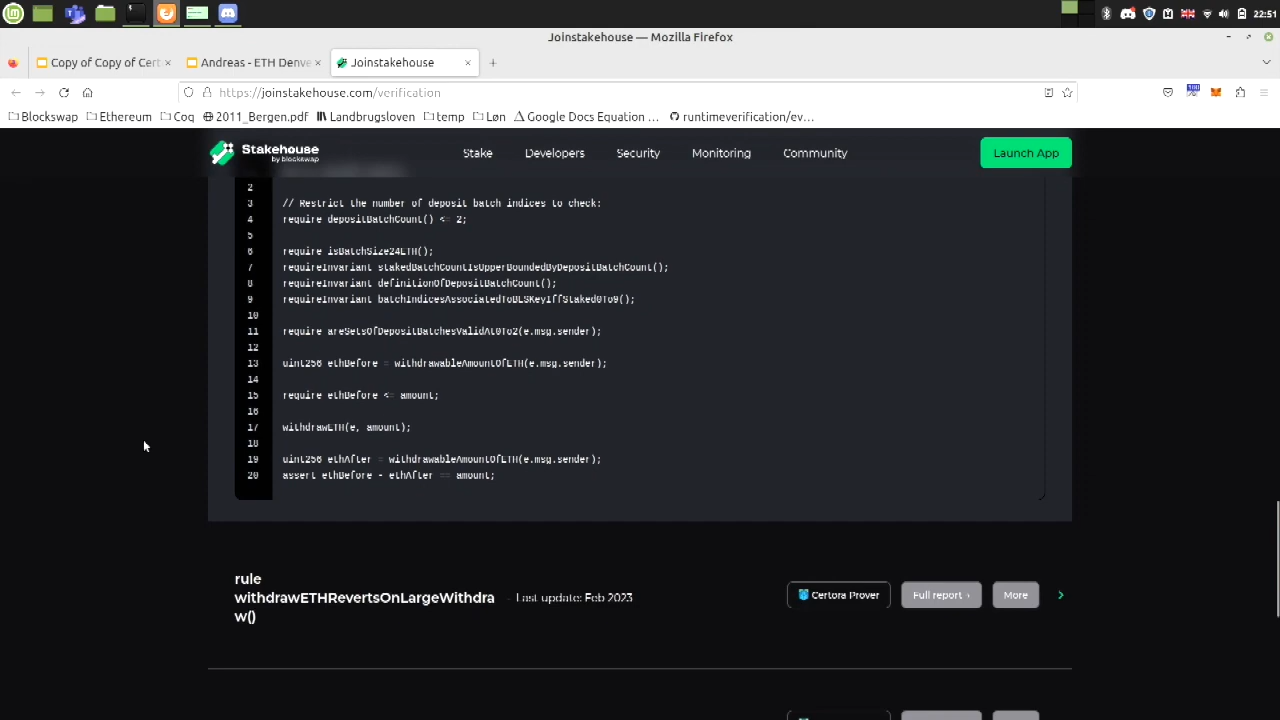 22:51
Joinstakehouse — Mozilla Firefox
Copy of Copy of Cert
Andreas - ETH Denve
Joinstakehouse
https://joinstakehouse.com/verification
Blockswap
Ethereum
Coq
2011_Bergen.pdf
Landbrugsloven
temp
Løn
Google Docs Equation ...
runtimeverification/ev...
Stakehouse
by blockswap
Stake
Developers
Security
Monitoring
Community
Launch App
2
3 // Restrict the number of deposit batch indices to check:
4 require depositBatchCount() <= 2;
5
6 require isBatchSize24ETH();
7 requireInvariant stakedBatchCountIsUpperBoundedByDepositBatchCount();
8 requireInvariant definitionOfDepositBatchCount();
9 requireInvariant batchIndicesAssociatedToBLSKeyIffStaked0To9();
10
11 require areSetsOfDepositBatchesValidAt0To2(e.msg.sender);
12
13 uint256 ethBefore = withdrawableAmountOfETH(e.msg.sender);
14
15 require ethBefore <= amount;
16
17 withdrawETH(e, amount);
18
19 uint256 ethAfter = withdrawableAmountOfETH(e.msg.sender);
20 assert ethBefore - ethAfter == amount;
rule
withdrawETHRevertsOnLargeWithdra
w()
- Last update: Feb 2023
Certora Prover
Full report ›
More